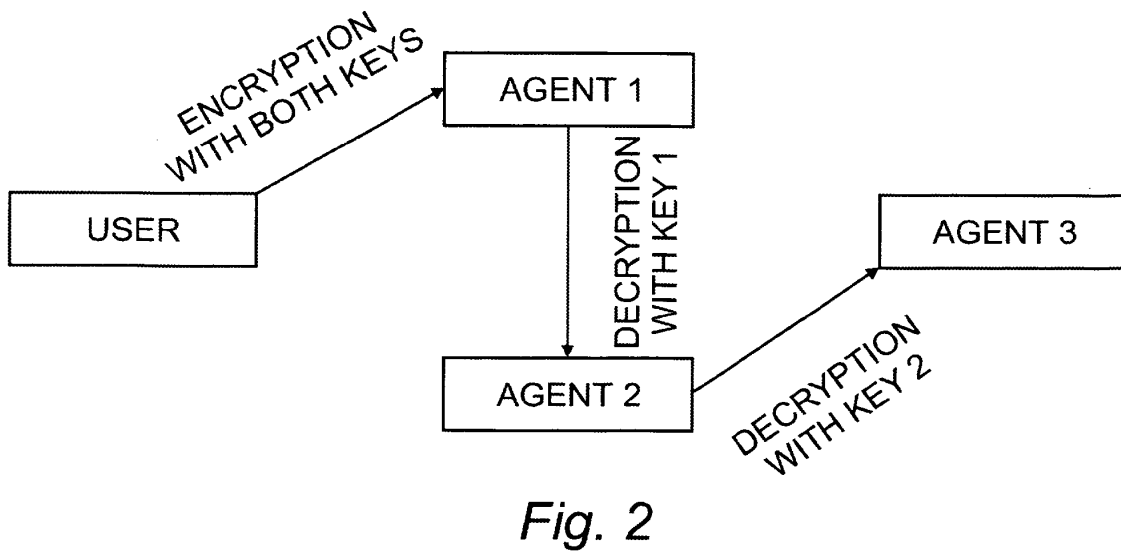 ENCRYPTION
WITH BOTH KEYS
AGENT 1
USER
DECRYPTION
WITH KEY 1
AGENT 3
AGENT 2
DECRYPTION
WITH KEY 2
Fig. 2